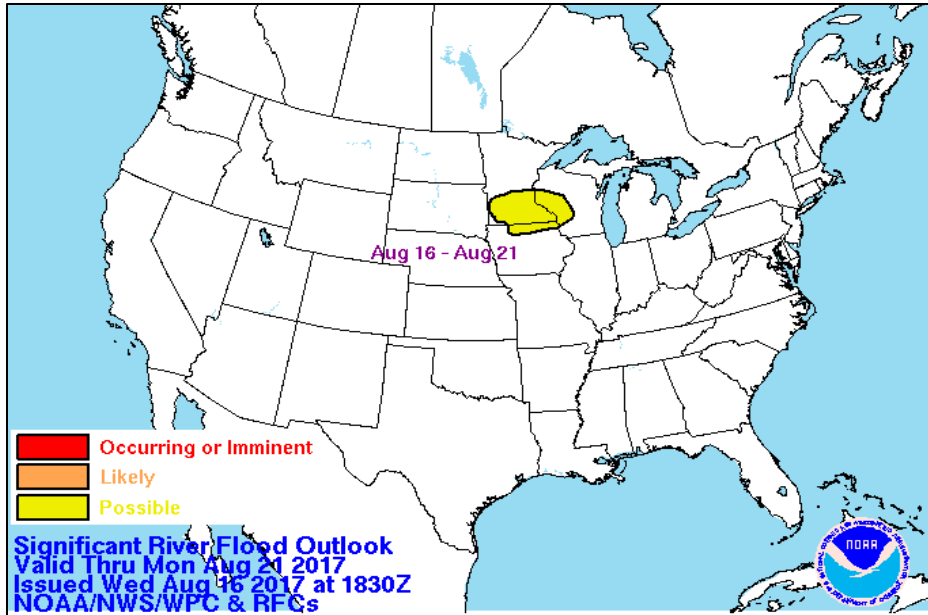 Aug 16 - Aug 21
Occurring or Imminent
Likely
Possible
Significant River Flood Outlook
Valid Thru Mon Aug 21 2017
Issued Wed Aug 16 2017 at 1830Z
NOAA/NWS/WPC & RFCs
NOAA